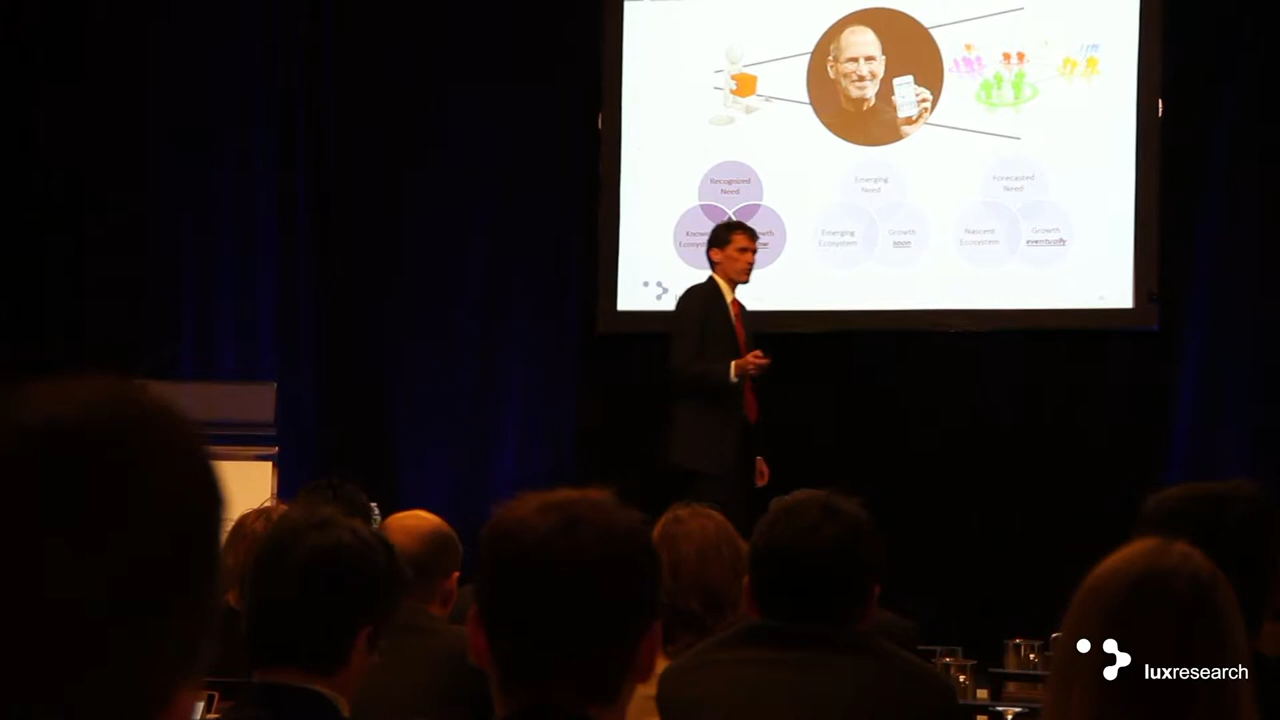 Recognized
Need
Emerging
Need
Forecasted
Need
Emerging
Ecosystem
Growth
soon
Nascent
Ecosystem
Growth
eventually
luxresearch